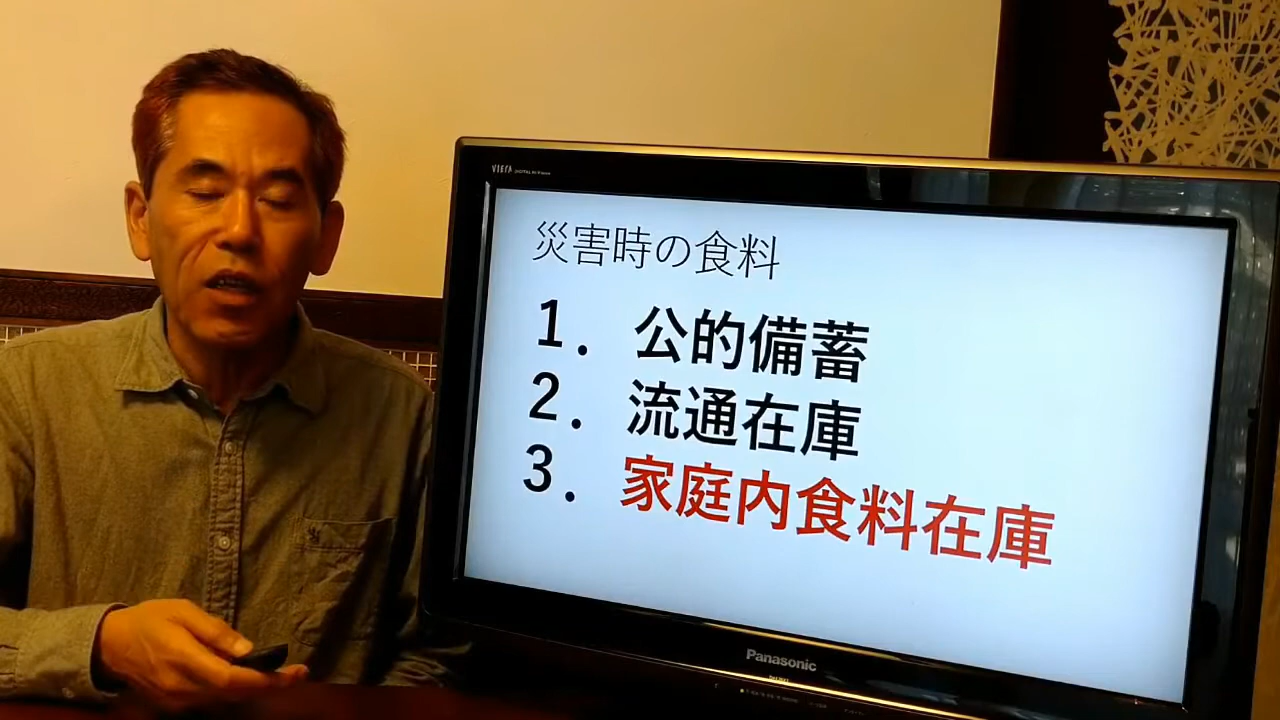 VIERA
災害時の食料
1. 公的備蓄
2. 流通在庫
3. 家庭内食料在庫
Panasonic